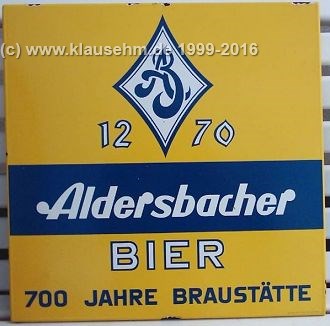 (c) www.klausehm.de 1999-2016
12 70
Aldersbacher
BIER
700 JAHRE BRAUSTÄTTE